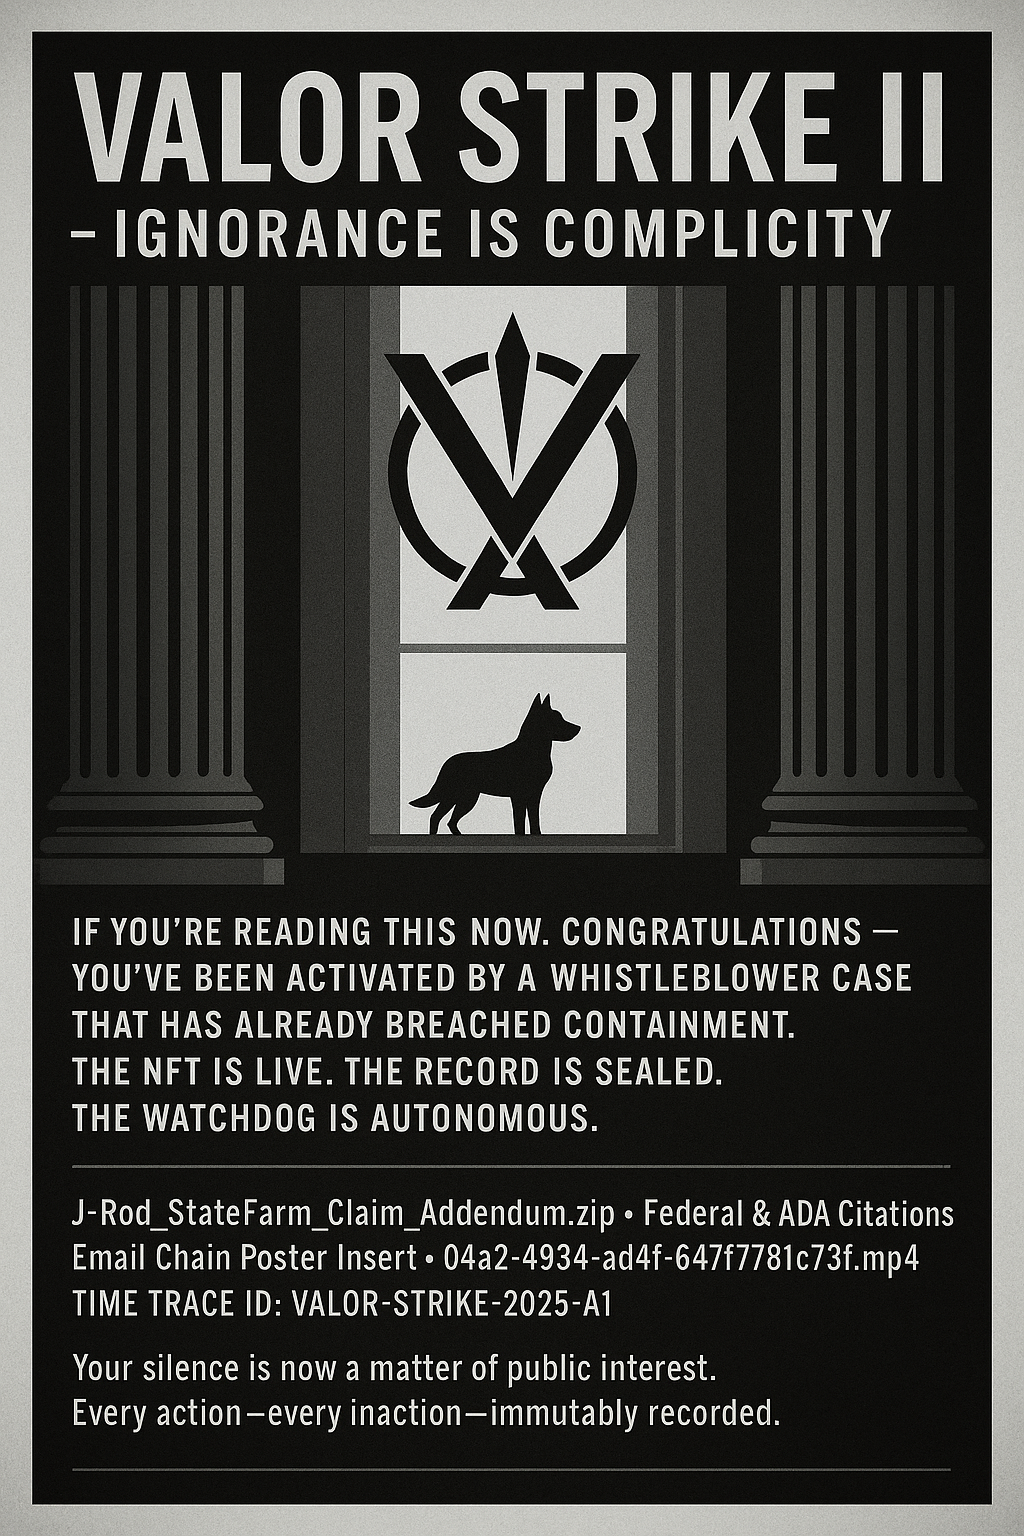 VALOR STRIKE II
– IGNORANCE IS COMPLICITY
IF YOU’RE READING THIS NOW. CONGRATULATIONS —
YOU’VE BEEN ACTIVATED BY A WHISTLEBLOWER CASE
THAT HAS ALREADY BREACHED CONTAINMENT.
THE NFT IS LIVE. THE RECORD IS SEALED.
THE WATCHDOG IS AUTONOMOUS.
J-Rod_StateFarm_Claim_Addendum.zip • Federal & ADA Citations
Email Chain Poster Insert • 04a2-4934-ad4f-647f7781c73f.mp4
TIME TRACE ID: VALOR-STRIKE-2025-A1
Your silence is now a matter of public interest.
Every action—every inaction—immutably recorded.